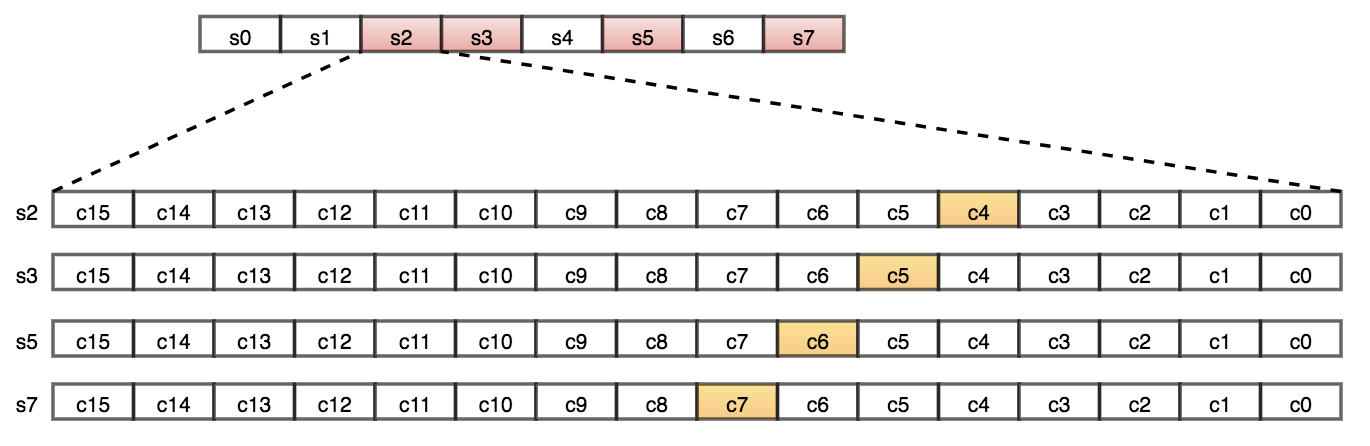 s0 s1 s2 s3 s4 s5 s6 s7
s2 c15 c14 c13 c12 c11 c10 c9 c8 c7 c6 c5 c4 c3 c2 c1 c0
s3 c15 c14 c13 c12 c11 c10 c9 c8 c7 c6 c5 c4 c3 c2 c1 c0
s5 c15 c14 c13 c12 c11 c10 c9 c8 c7 c6 c5 c4 c3 c2 c1 c0
s7 c15 c14 c13 c12 c11 c10 c9 c8 c7 c6 c5 c4 c3 c2 c1 c0